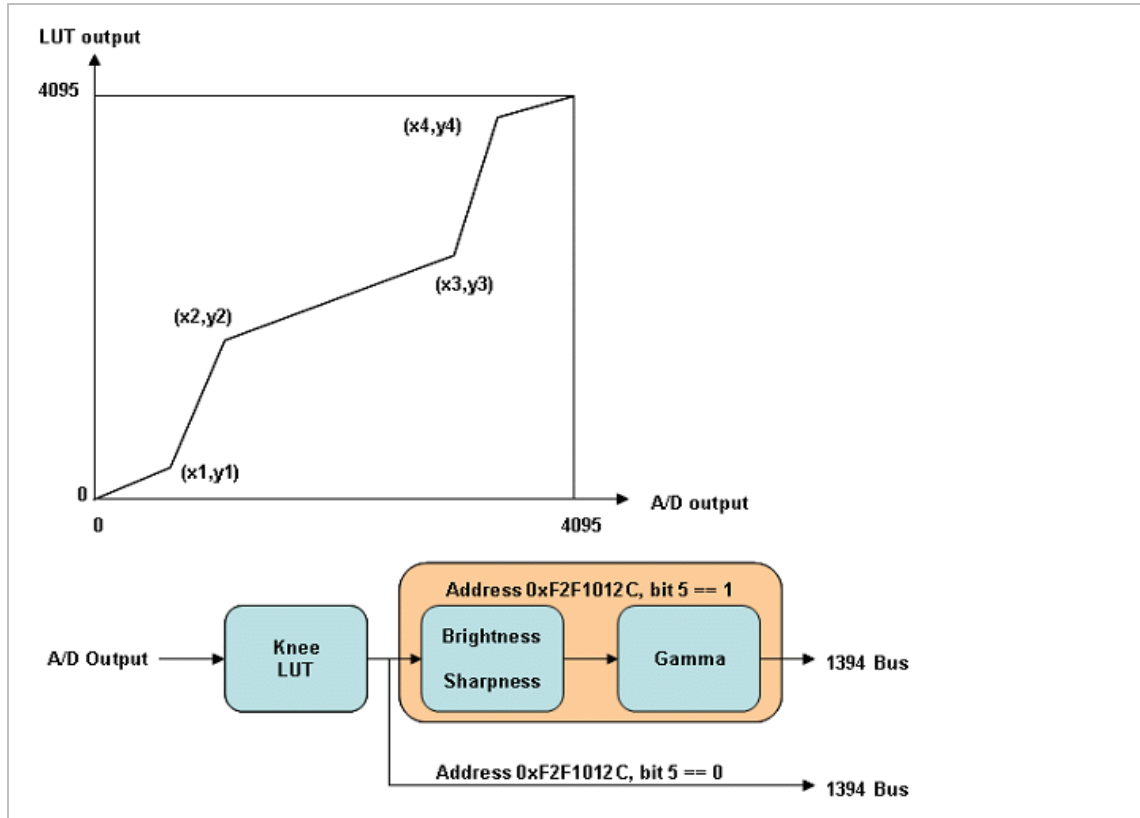 LUT output
4095
(x4,y4)
(x3,y3)
(x2,y2)
(x1,y1)
0
A/D output
0
4095
Address 0xF2F1012C, bit 5 == 1
Brightness
Sharpness
Knee
LUT
Gamma
A/D Output
1394 Bus
Address 0xF2F1012C, bit 5 == 0
1394 Bus